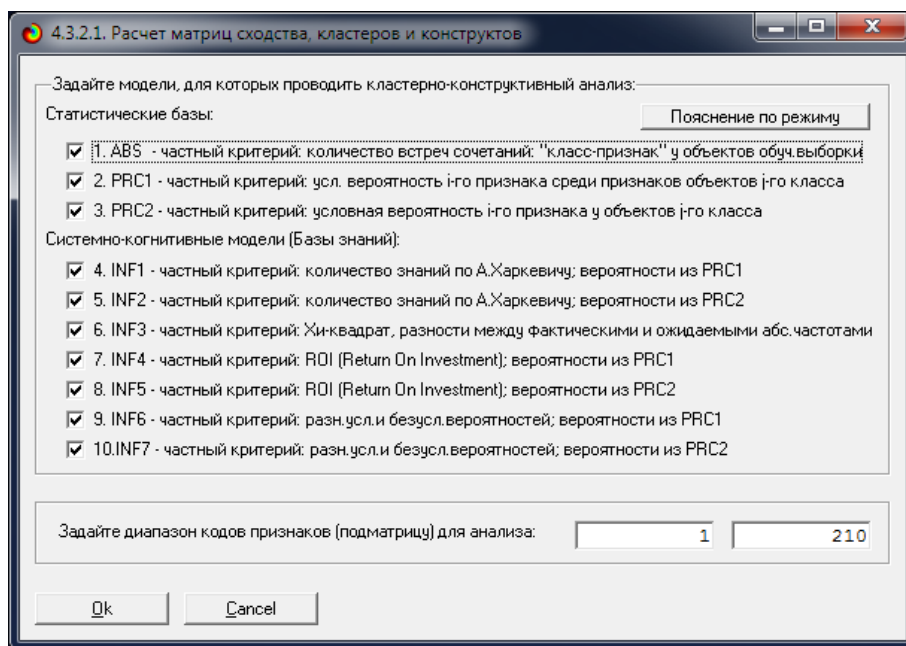 4.3.2.1. Расчет матриц сходства, кластеров и конструктов
Задайте модели, для которых проводить кластерно-конструктивный анализ:
Статистические базы:
Пояснение по режиму
1. ABS - частный критерий: количество встреч сочетаний: "класс-признак" у объектов обуч.выборки
2. PRC1 - частный критерий: усл. вероятность i-го признака среди признаков объектов j-го класса
3. PRC2 - частный критерий: условная вероятность i-го признака у объектов j-го класса
Системно-когнитивные модели (Базы знаний):
4. INF1 - частный критерий: количество знаний по А.Харкевичу; вероятности из PRC1
5. INF2 - частный критерий: количество знаний по А.Харкевичу; вероятности из PRC2
6. INF3 - частный критерий: Хи-квадрат, разности между фактическими и ожидаемыми абс.частотами
7. INF4 - частный критерий: ROI (Return On Investment); вероятности из PRC1
8. INF5 - частный критерий: ROI (Return On Investment); вероятности из PRC2
9. INF6 - частный критерий: разн.усл.и безусл.вероятностей; вероятности из PRC1
10.INF7 - частный критерий: разн.усл.и безусл.вероятностей; вероятности из PRC2
Задайте диапазон кодов признаков (подматрицу) для анализа: 1 210
Ok Cancel